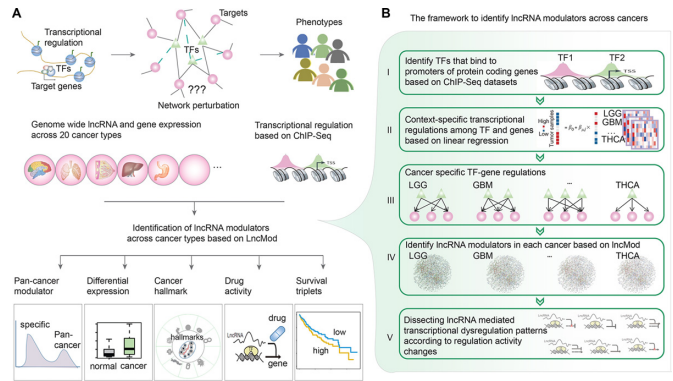 A
Transcriptional
regulation
TFs
Target genes
Targets
TFs
???
Network perturbation
Phenotypes
Genome wide lncRNA and gene expression
across 20 cancer types
...
Transcriptional regulation
based on ChIP-Seq
TSS
Identification of lncRNA modulators
across cancer types based on LncMod
Pan-cancer
modulator
Differential
expression
Cancer
hallmark
Drug
activity
Survival
triplets
specific
Pan-
cancer
normal cancer
hallmarks
LncRNA
drug
gene
low
high
B
The framework to identify lncRNA modulators across cancers
I
Identify TFs that bind to
promoters of protein coding genes
based on ChIP-Seq datasets
TF1
TF2
TSS
II
Context-specific transcriptional
regulations among TF and genes
based on linear regression
High
Low
Tumor samples
LGG
GBM
...
THCA
III
Cancer specific TF-gene
regulations
LGG
GBM
...
THCA
IV
Identify lncRNA modulators in each cancer based on lncMod
LGG
GBM
...
THCA
V
Dissecting lncRNA mediated
transcriptional dysregulation patterns
according to regulation activity
changes